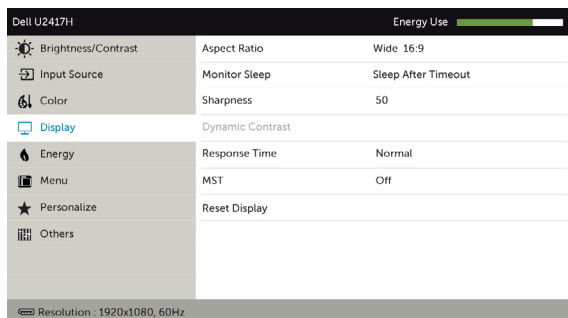 Dell U2417H Energy Use
Brightness/Contrast Aspect Ratio Wide 16:9
Input Source Monitor Sleep Sleep After Timeout
Color Sharpness 50
Display Dynamic Contrast
Energy Response Time Normal
Menu MST Off
Personalize Reset Display
Others
Resolution : 1920x1080, 60Hz